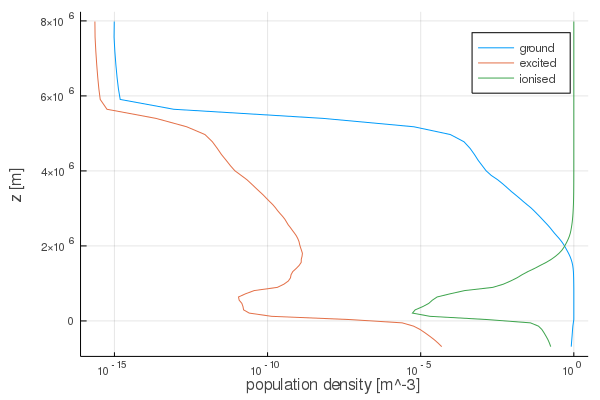 8×10⁶
ground
excited
ionised
6×10⁶
z [m]
4×10⁶
2×10⁶
0
10⁻¹⁵
10⁻¹⁰
10⁻⁵
10⁰
population density [m^-3]